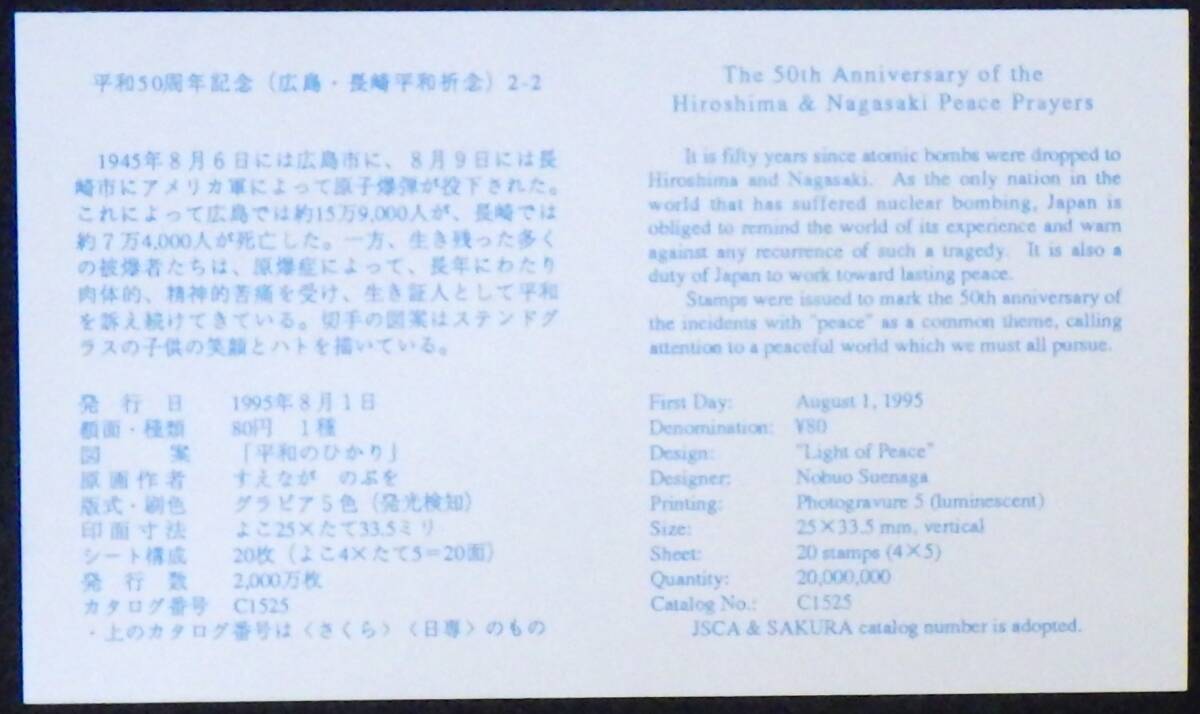 平和50周年記念（広島・長崎平和祈念）2-2
1945年８月６日には広島市に、８月９日には長
崎市にアメリカ軍によって原子爆弾が投下された。
これによって広島では約15万9,000人が、長崎では
約７万4,000人が死亡した。一方、生き残った多く
の被爆者たちは、原爆症によって、長年にわたり
肉体的、精神的苦痛を受け、生き証人として平和
を訴え続けてきている。切手の図案はステンドグ
ラスの子供の笑顔とハトを描いている。
発行日 1995年８月１日
額面・種類 80円 １種
図案 「平和のひかり」
原画作者 すえなが のぶを
版式・刷色 グラビア５色（発光検知）
印面寸法 よこ25×たて33.5ミリ
シート構成 20枚（よこ4×たて5＝20面）
発行数 2,000万枚
カタログ番号 C1525
・上のカタログ番号は〈さくら〉〈日専〉のもの
The 50th Anniversary of the
Hiroshima & Nagasaki Peace Prayers
It is fifty years since atomic bombs were dropped to
Hiroshima and Nagasaki. As the only nation in the
world that has suffered nuclear bombing, Japan is
obliged to remind the world of its experience and warn
against any recurrence of such a tragedy. It is also a
duty of Japan to work toward lasting peace.
Stamps were issued to mark the 50th anniversary of
the incidents with "peace" as a common theme, calling
attention to a peaceful world which we must all pursue.
First Day: August 1, 1995
Denomination: ¥80
Design: "Light of Peace"
Designer: Nobuo Suenaga
Printing: Photogravure 5 (luminescent)
Size: 25×33.5 mm, vertical
Sheet: 20 stamps (4×5)
Quantity: 20,000,000
Catalog No.: C1525
JSCA & SAKURA catalog number is adopted.